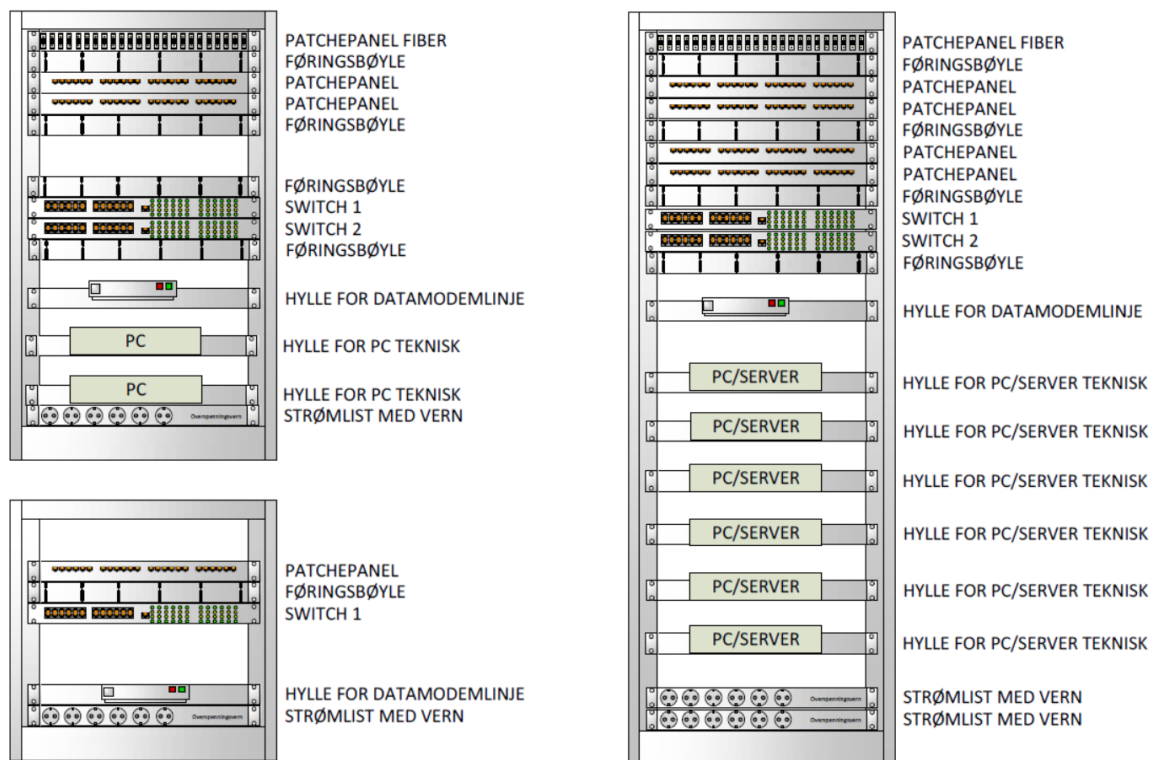 PATCHEPANEL FIBER
FØRINGSBØYLE
PATCHEPANEL
PATCHEPANEL
FØRINGSBØYLE
FØRINGSBØYLE
SWITCH 1
SWITCH 2
FØRINGSBØYLE
HYLLE FOR DATAMODEMLINJE
PC
HYLLE FOR PC TEKNISK
PC
HYLLE FOR PC TEKNISK
Overspenningsvern
STRØMLIST MED VERN
PATCHEPANEL
FØRINGSBØYLE
SWITCH 1
HYLLE FOR DATAMODEMLINJE
Overspenningsvern
STRØMLIST MED VERN
PATCHEPANEL FIBER
FØRINGSBØYLE
PATCHEPANEL
PATCHEPANEL
FØRINGSBØYLE
PATCHEPANEL
PATCHEPANEL
FØRINGSBØYLE
SWITCH 1
SWITCH 2
FØRINGSBØYLE
HYLLE FOR DATAMODEMLINJE
PC/SERVER
HYLLE FOR PC/SERVER TEKNISK
PC/SERVER
HYLLE FOR PC/SERVER TEKNISK
PC/SERVER
HYLLE FOR PC/SERVER TEKNISK
PC/SERVER
HYLLE FOR PC/SERVER TEKNISK
PC/SERVER
HYLLE FOR PC/SERVER TEKNISK
PC/SERVER
HYLLE FOR PC/SERVER TEKNISK
Overspenningsvern
STRØMLIST MED VERN
Overspenningsvern
STRØMLIST MED VERN